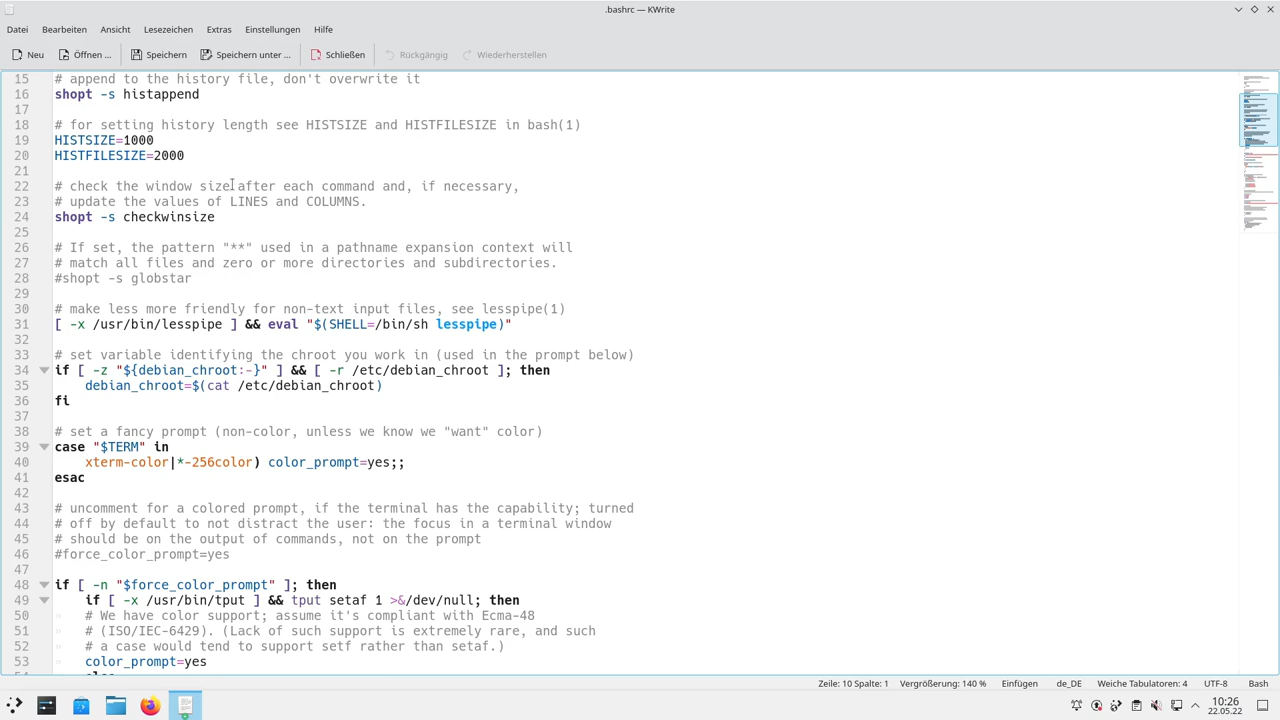 .bashrc — KWrite
Datei Bearbeiten Ansicht Lesezeichen Extras Einstellungen Hilfe
Neu Öffnen ... Speichern Speichern unter ... Schließen Rückgängig Wiederherstellen
15 # append to the history file, don't overwrite it
16 shopt -s histappend
17
18 # for setting history length see HISTSIZE and HISTFILESIZE in bash(1)
19 HISTSIZE=1000
20 HISTFILESIZE=2000
21
22 # check the window size after each command and, if necessary,
23 # update the values of LINES and COLUMNS.
24 shopt -s checkwinsize
25
26 # If set, the pattern "**" used in a pathname expansion context will
27 # match all files and zero or more directories and subdirectories.
28 #shopt -s globstar
29
30 # make less more friendly for non-text input files, see lesspipe(1)
31 [ -x /usr/bin/lesspipe ] && eval "$(SHELL=/bin/sh lesspipe)"
32
33 # set variable identifying the chroot you work in (used in the prompt below)
34 if [ -z "${debian_chroot:-}" ] && [ -r /etc/debian_chroot ]; then
35     debian_chroot=$(cat /etc/debian_chroot)
36 fi
37
38 # set a fancy prompt (non-color, unless we know we "want" color)
39 case "$TERM" in
40     xterm-color|*-256color) color_prompt=yes;;
41 esac
42
43 # uncomment for a colored prompt, if the terminal has the capability; turned
44 # off by default to not distract the user: the focus in a terminal window
45 # should be on the output of commands, not on the prompt
46 #force_color_prompt=yes
47
48 if [ -n "$force_color_prompt" ]; then
49     if [ -x /usr/bin/tput ] && tput setaf 1 >&/dev/null; then
50     # We have color support; assume it's compliant with Ecma-48
51     # (ISO/IEC-6429). (Lack of such support is extremely rare, and such
52     # a case would tend to support setf rather than setaf.)
53     color_prompt=yes
54     else
Zeile: 10 Spalte: 1 Vergrößerung: 140 % Einfügen de_DE Weiche Tabulatoren: 4 UTF-8 Bash
10:26
22.05.22